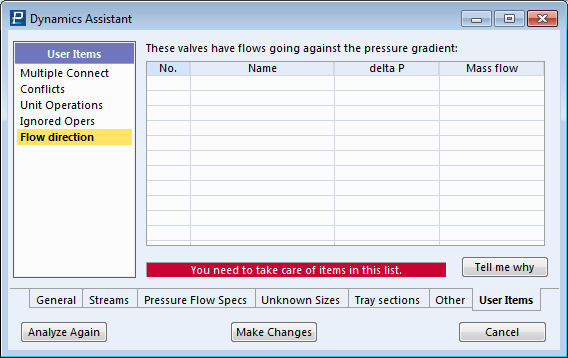 Dynamics Assistant
User Items
Multiple Connect
Conflicts
Unit Operations
Ignored Opers
Flow direction
These valves have flows going against the pressure gradient:
No. Name delta P Mass flow
You need to take care of items in this list.
Tell me why
General Streams Pressure Flow Specs Unknown Sizes Tray sections Other User Items
Analyze Again Make Changes Cancel